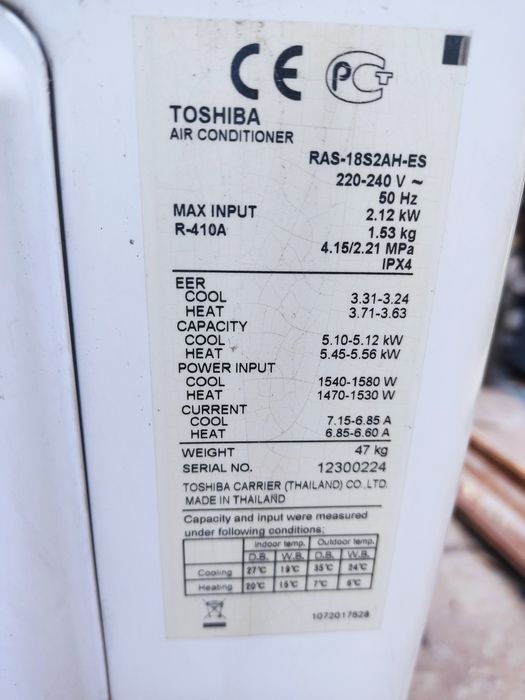 CE PCT
TOSHIBA
AIR CONDITIONER
RAS-18S2AH-ES
220-240 V ~
50 Hz
MAX INPUT 2.12 kW
R-410A 1.53 kg
4.15/2.21 MPa
IPX4
EER
COOL 3.31-3.24
HEAT 3.71-3.63
CAPACITY
COOL 5.10-5.12 kW
HEAT 5.45-5.56 kW
POWER INPUT
COOL 1540-1580 W
HEAT 1470-1530 W
CURRENT
COOL 7.15-6.85 A
HEAT 6.85-6.60 A
WEIGHT 47 kg
SERIAL NO. 12300224
TOSHIBA CARRIER (THAILAND) CO.,LTD.
MADE IN THAILAND
Capacity and input were measured
under following conditions;
Indoor temp. Outdoor temp.
D.B. W.B. D.B. W.B.
Cooling 27°C 19°C 35°C 24°C
Heating 20°C 15°C 7°C 6°C
1072017628